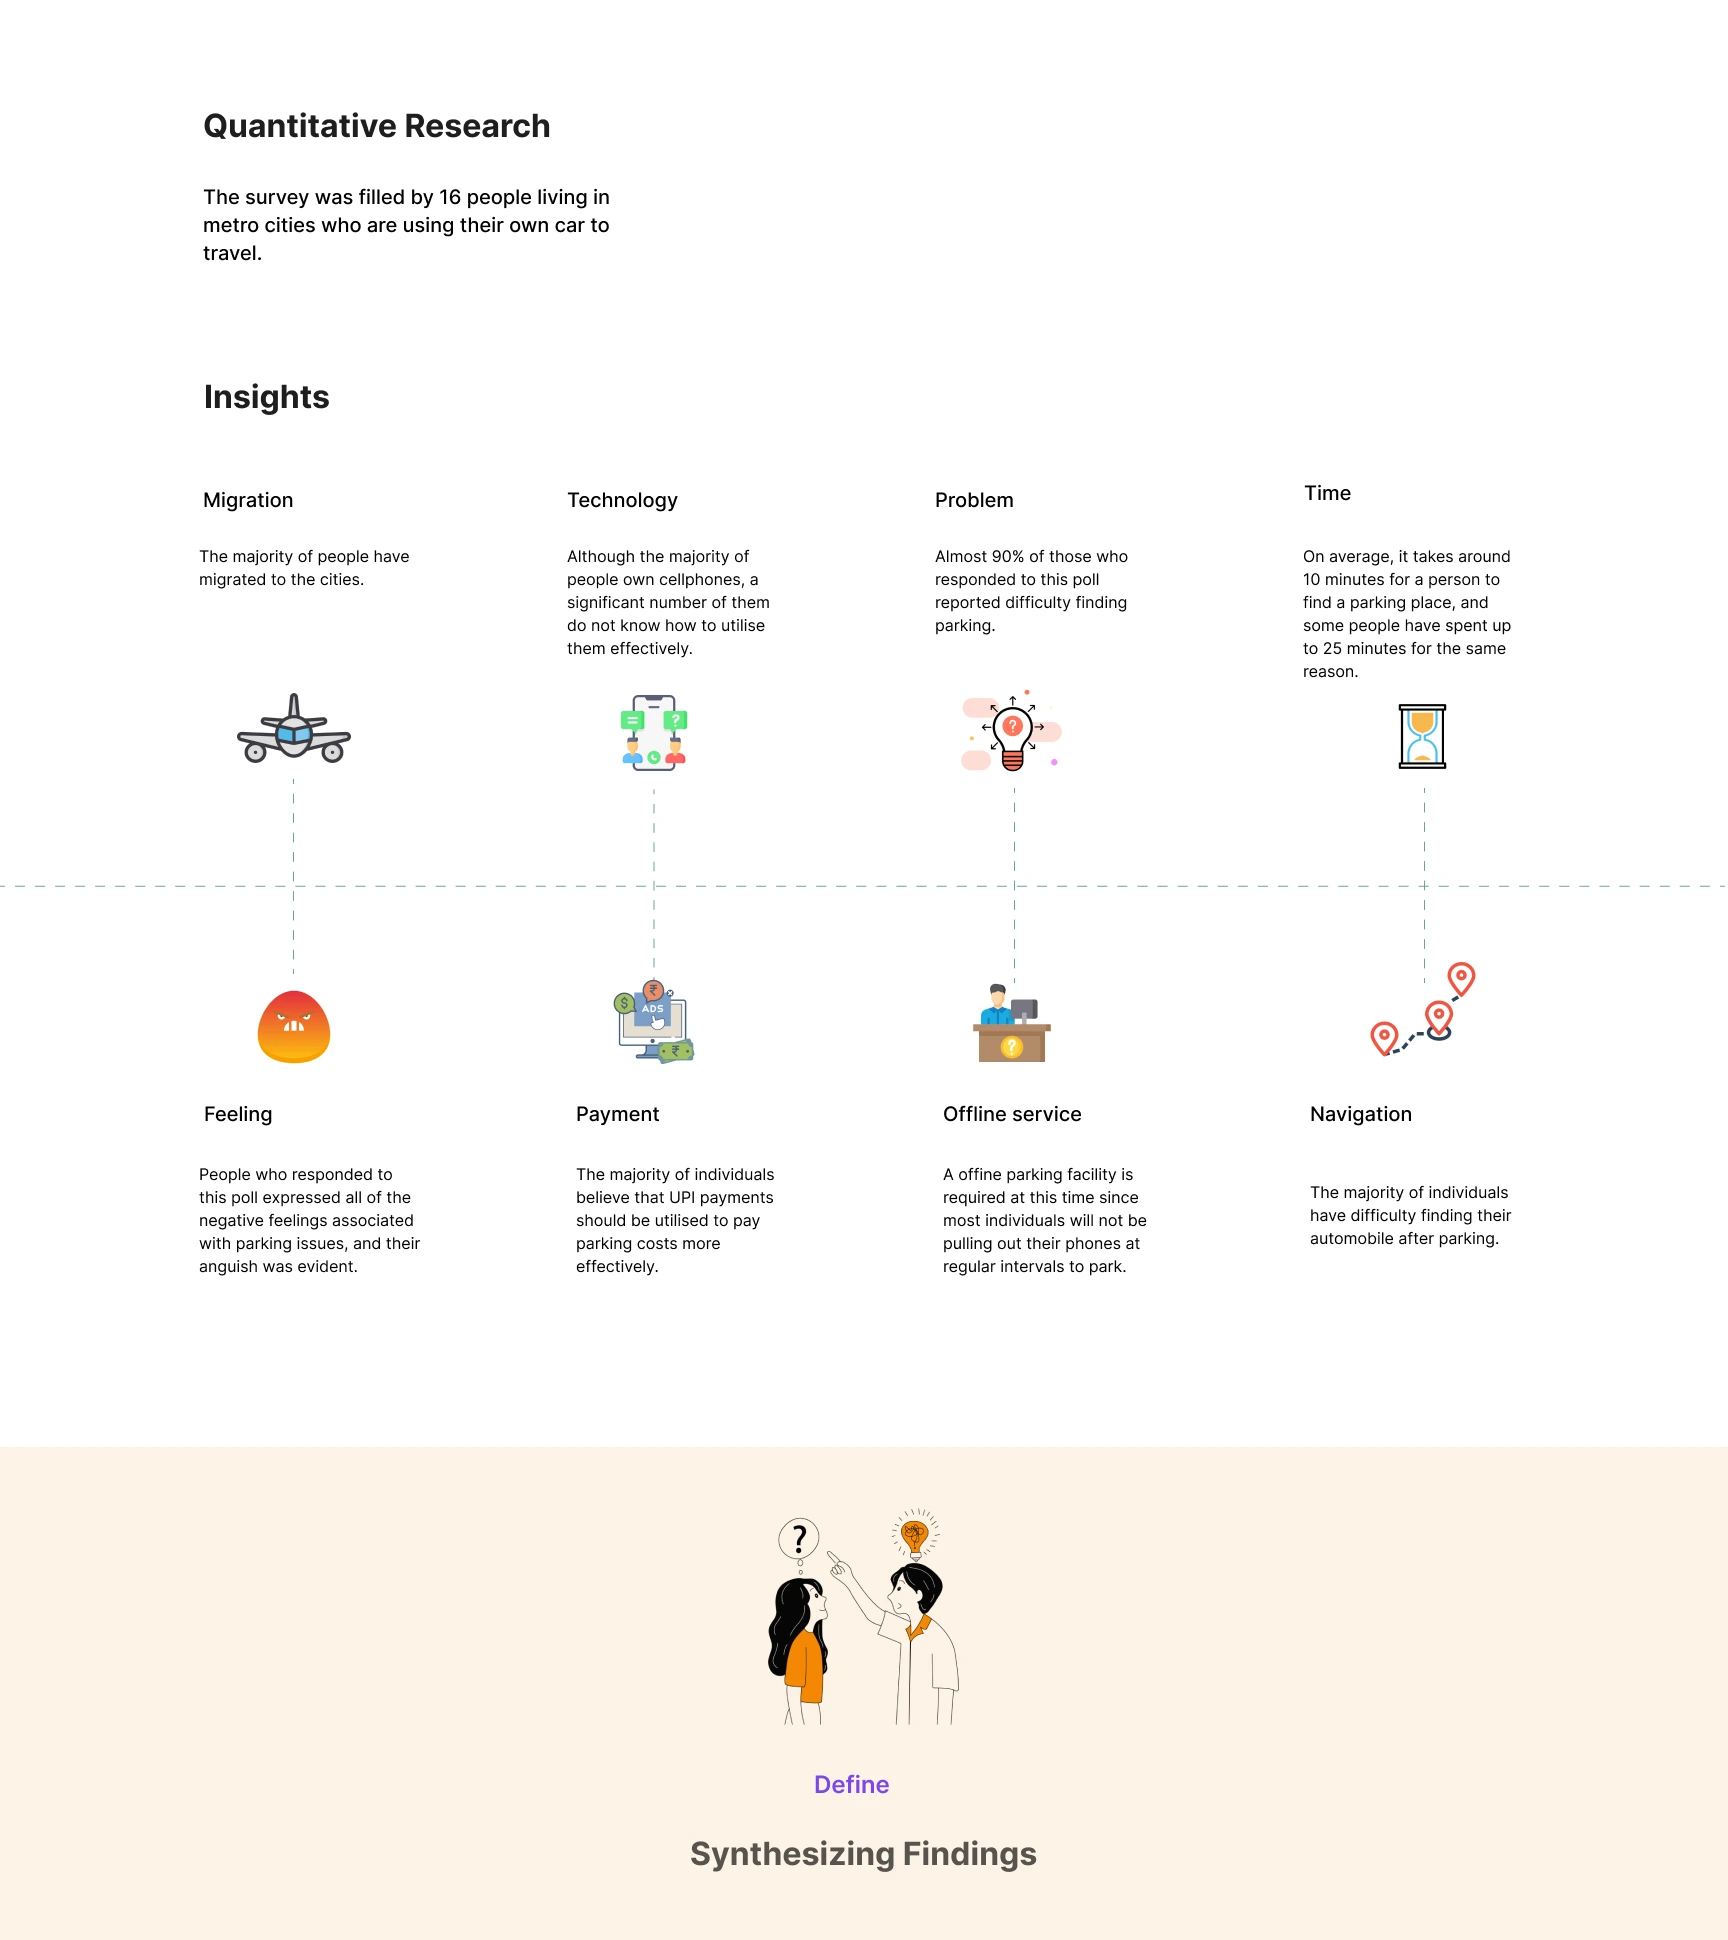 Quantitative Research
The survey was filled by 16 people living in
metro cities who are using their own car to
travel.
Insights
Migration
The majority of people have
migrated to the cities.
Technology
Although the majority of
people own cellphones, a
significant number of them
do not know how to utilise
them effectively.
Problem
Almost 90% of those who
responded to this poll
reported difficulty finding
parking.
Time
On average, it takes around
10 minutes for a person to
find a parking place, and
some people have spent up
to 25 minutes for the same
reason.
=
?
?
$
₹
ADS
₹
?
Feeling
People who responded to
this poll expressed all of the
negative feelings associated
with parking issues, and their
anguish was evident.
Payment
The majority of individuals
believe that UPI payments
should be utilised to pay
parking costs more
effectively.
Offline service
A offine parking facility is
required at this time since
most individuals will not be
pulling out their phones at
regular intervals to park.
Navigation
The majority of individuals
have difficulty finding their
automobile after parking.
?
Define
Synthesizing Findings